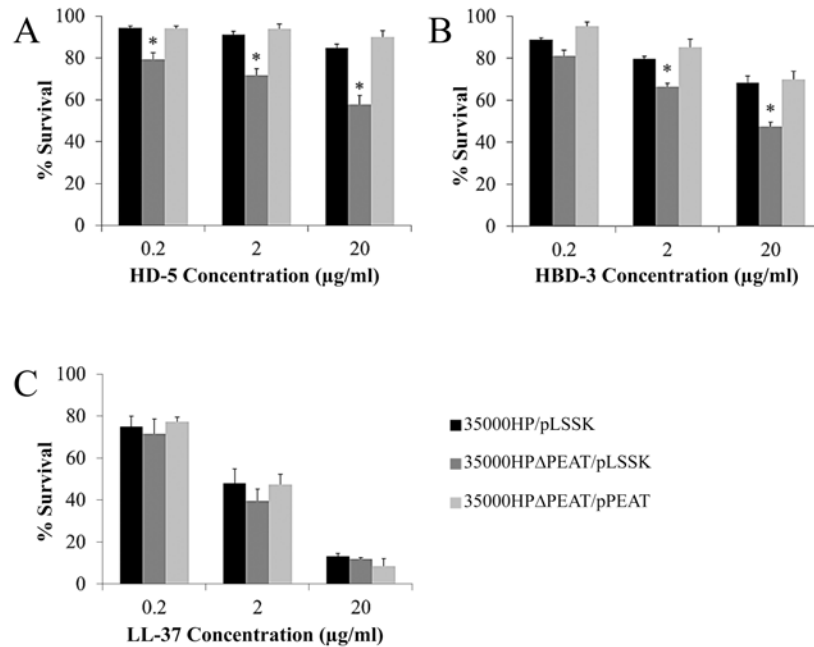 A
100
80
60
40
20
0
% Survival
*
*
*
0.2 2 20
HD-5 Concentration (µg/ml)
B
100
80
60
40
20
0
% Survival
*
*
0.2 2 20
HBD-3 Concentration (µg/ml)
C
100
80
60
40
20
0
% Survival
0.2 2 20
LL-37 Concentration (µg/ml)
35000HP/pLSSK
35000HPΔPEAT/pLSSK
35000HPΔPEAT/pPEAT